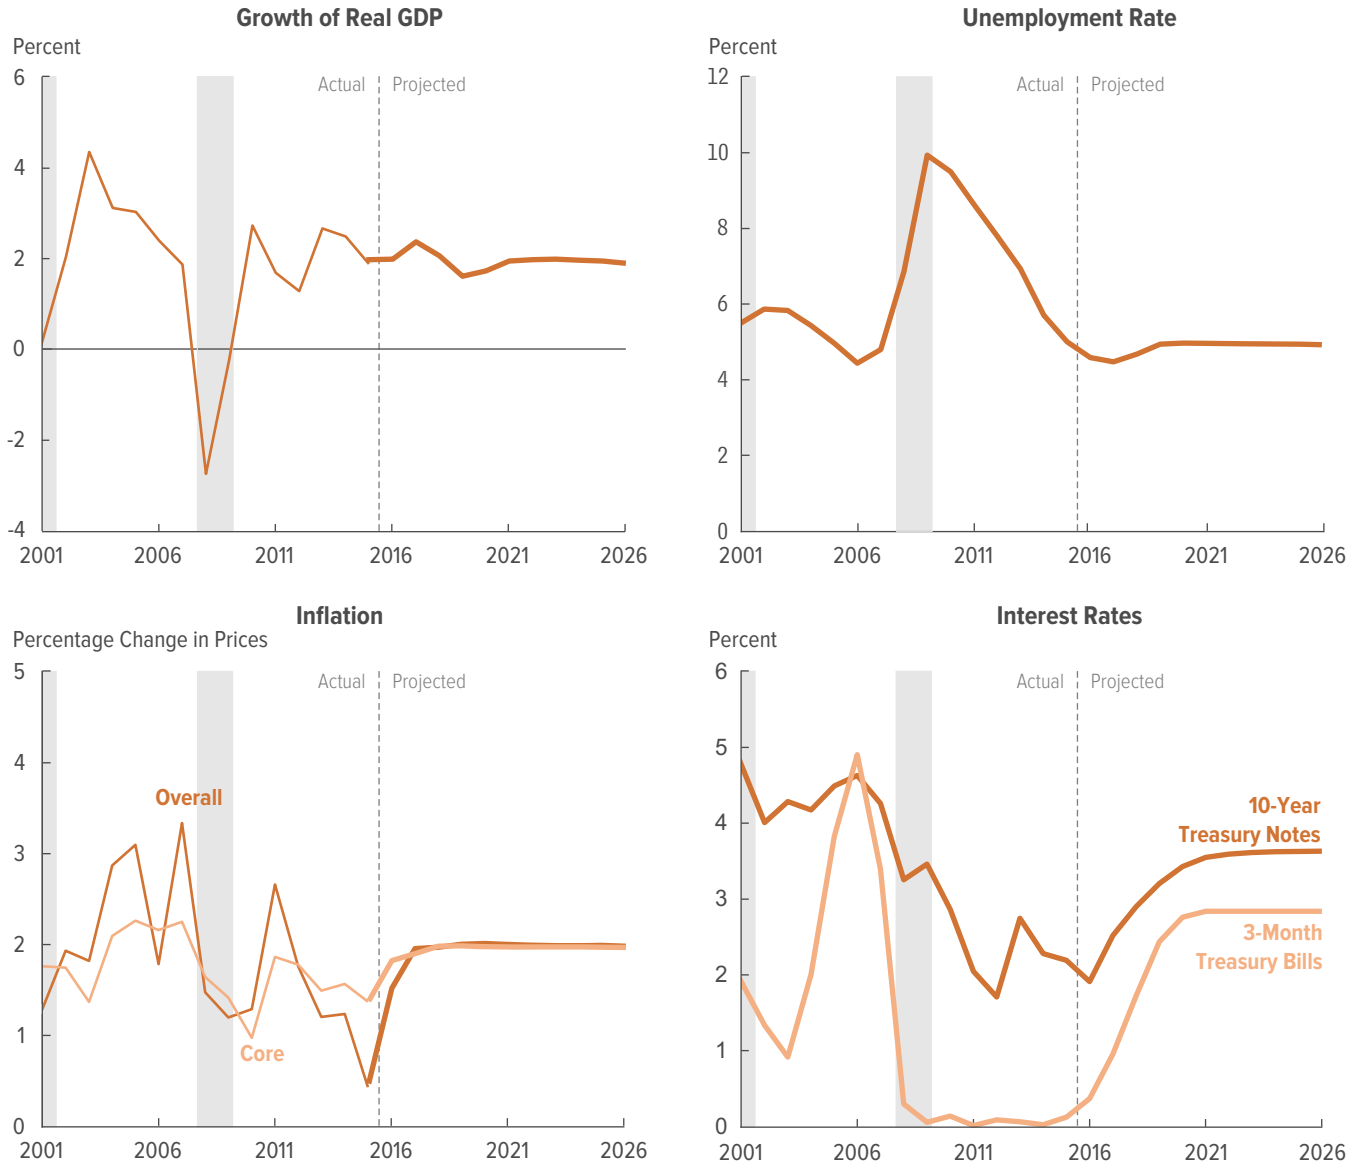 Growth of Real GDP
Percent
6
4
2
0
-2
-4
Actual
Projected
2001 2006 2011 2016 2021 2026
Unemployment Rate
Percent
12
10
8
6
4
2
0
Actual
Projected
2001 2006 2011 2016 2021 2026
Inflation
Percentage Change in Prices
5
4
3
2
1
0
Actual
Projected
Overall
Core
2001 2006 2011 2016 2021 2026
Interest Rates
Percent
6
5
4
3
2
1
0
Actual
Projected
10-Year
Treasury Notes
3-Month
Treasury Bills
2001 2006 2011 2016 2021 2026